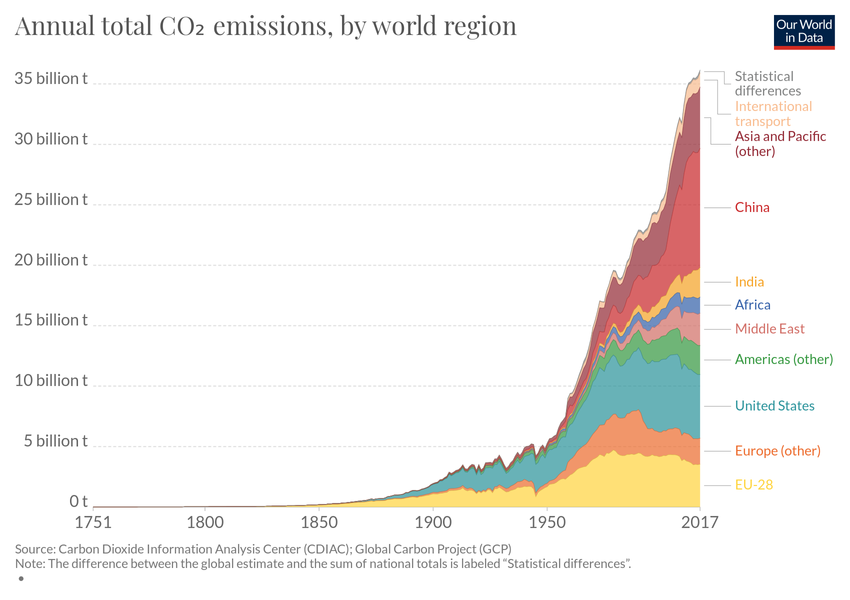 Annual total CO₂ emissions, by world region
Our World
in Data
35 billion t
30 billion t
25 billion t
20 billion t
15 billion t
10 billion t
5 billion t
0 t
1751
1800
1850
1900
1950
2017
Statistical
differences
International
transport
Asia and Pacific
(other)
China
India
Africa
Middle East
Americas (other)
United States
Europe (other)
EU-28
Source: Carbon Dioxide Information Analysis Center (CDIAC); Global Carbon Project (GCP)
Note: The difference between the global estimate and the sum of national totals is labeled “Statistical differences”.
•